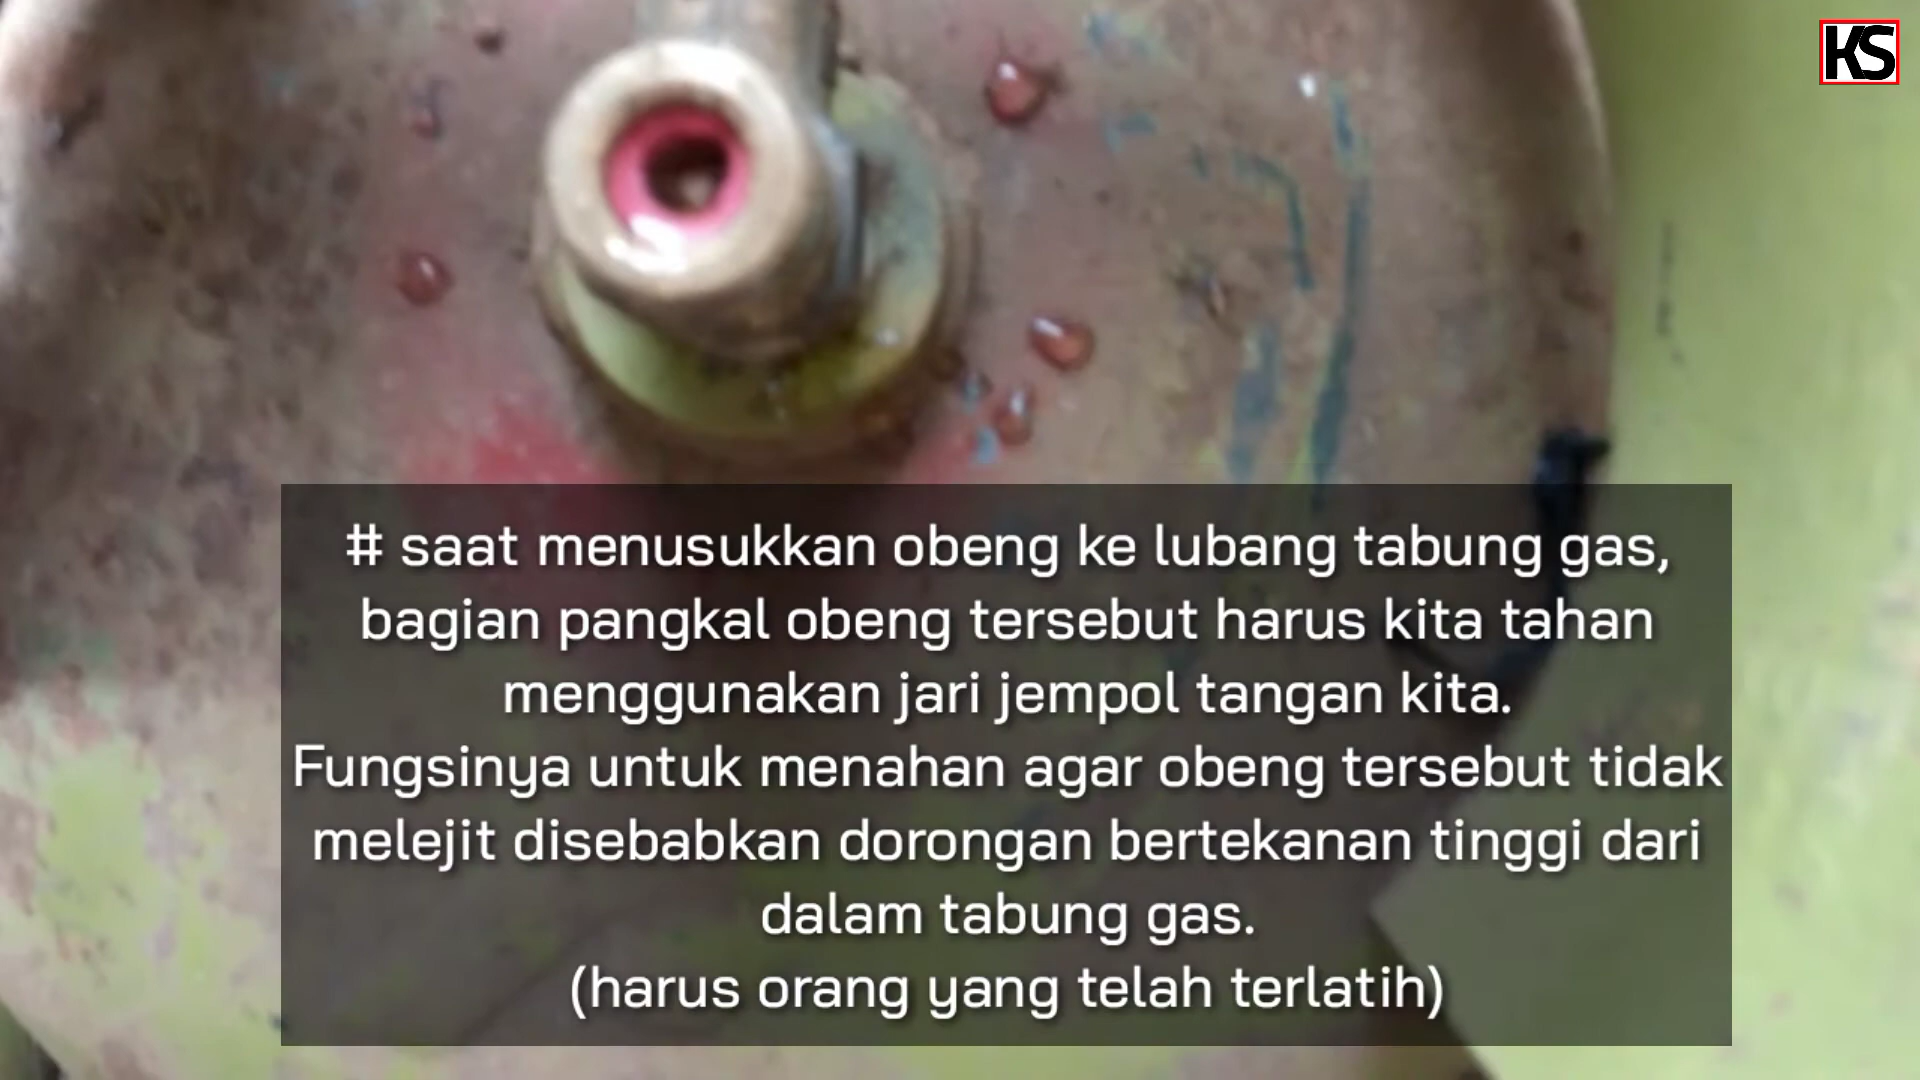 KS
# saat menusukkan obeng ke lubang tabung gas,
bagian pangkal obeng tersebut harus kita tahan
menggunakan jari jempol tangan kita.
Fungsinya untuk menahan agar obeng tersebut tidak
melejit disebabkan dorongan bertekanan tinggi dari
dalam tabung gas.
(harus orang yang telah terlatih)